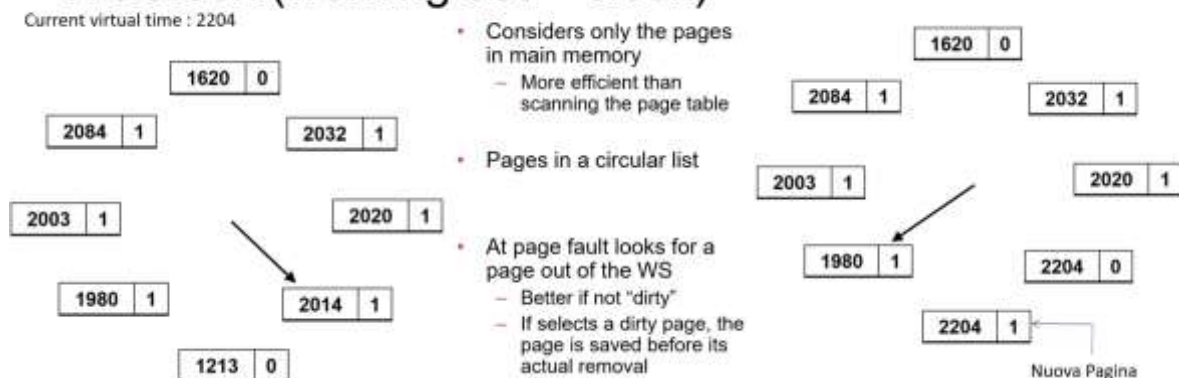 Current virtual time : 2204
1620 0
2084 1
2032 1
2003 1
2020 1
1980 1
2014 1
1213 0
• Considers only the pages
in main memory
– More efficient than
scanning the page table
• Pages in a circular list
• At page fault looks for a
page out of the WS
– Better if not "dirty"
– If selects a dirty page, the
page is saved before its
actual removal
1620 0
2084 1
2032 1
2003 1
2020 1
1980 1
2204 0
2204 1
Nuova Pagina